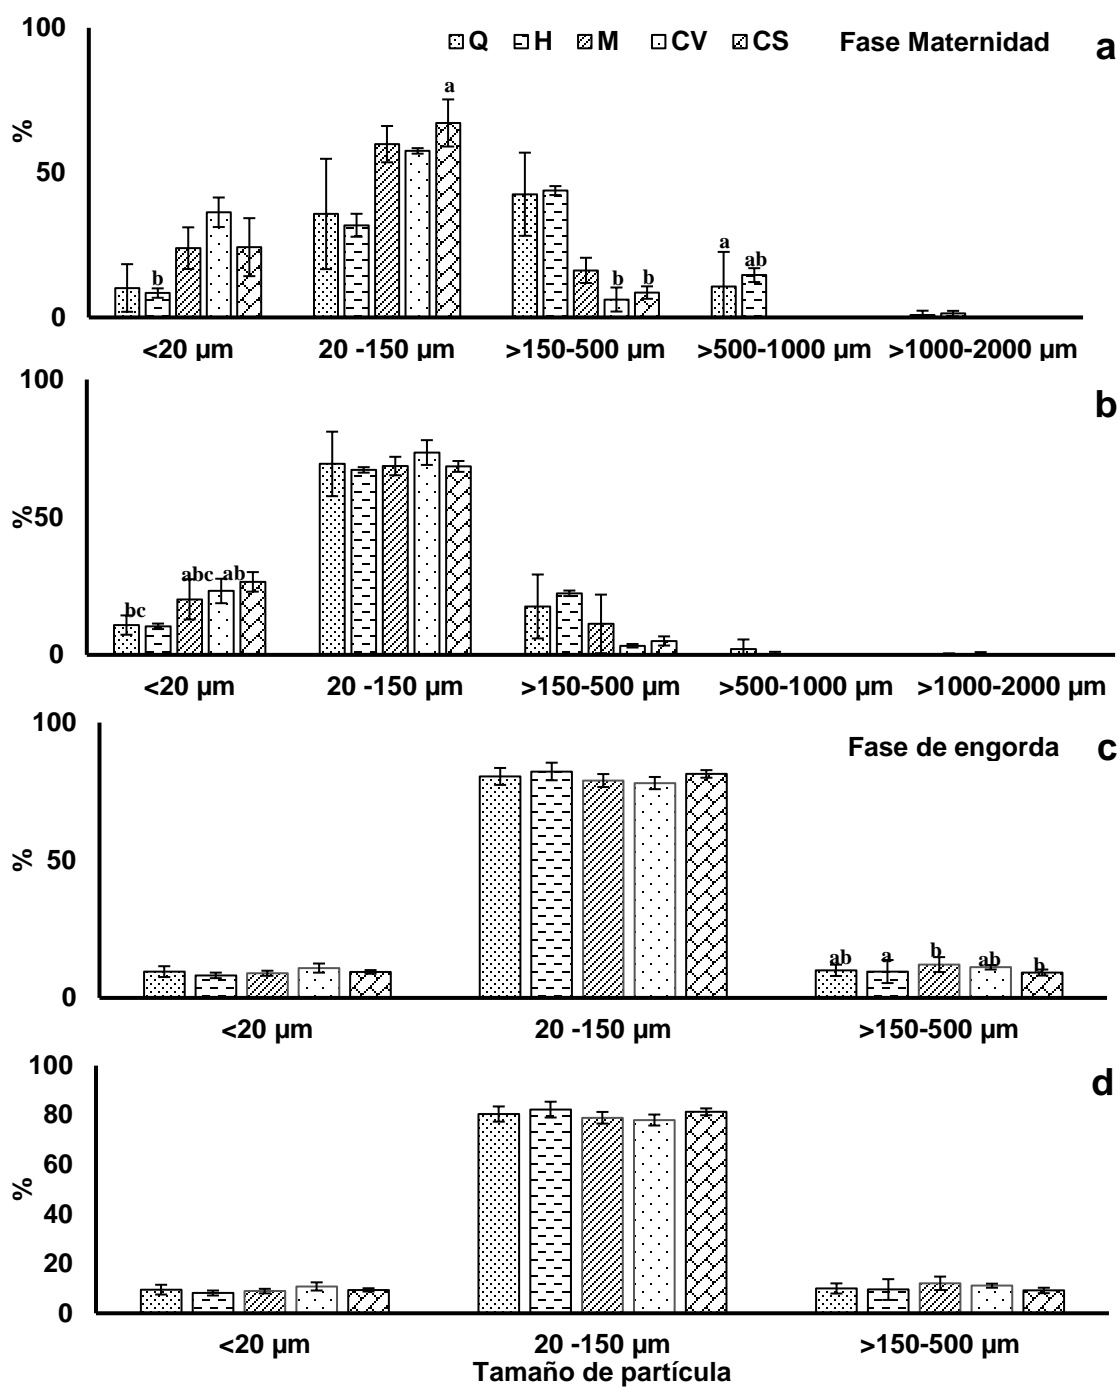 100
Q H M CV CS Fase Maternidad a
a
%
50
a ab
b b b
0
<20 µm 20 -150 µm >150-500 µm >500-1000 µm >1000-2000 µm
100
b
%
50
abc ab
bc
0
<20 µm 20 -150 µm >150-500 µm >500-1000 µm >1000-2000 µm
100
Fase de engorda c
%
50
ab a b ab b
0
<20 µm 20 -150 µm >150-500 µm
100
d
80
60
%
40
20
0
<20 µm 20 -150 µm >150-500 µm
Tamaño de partícula